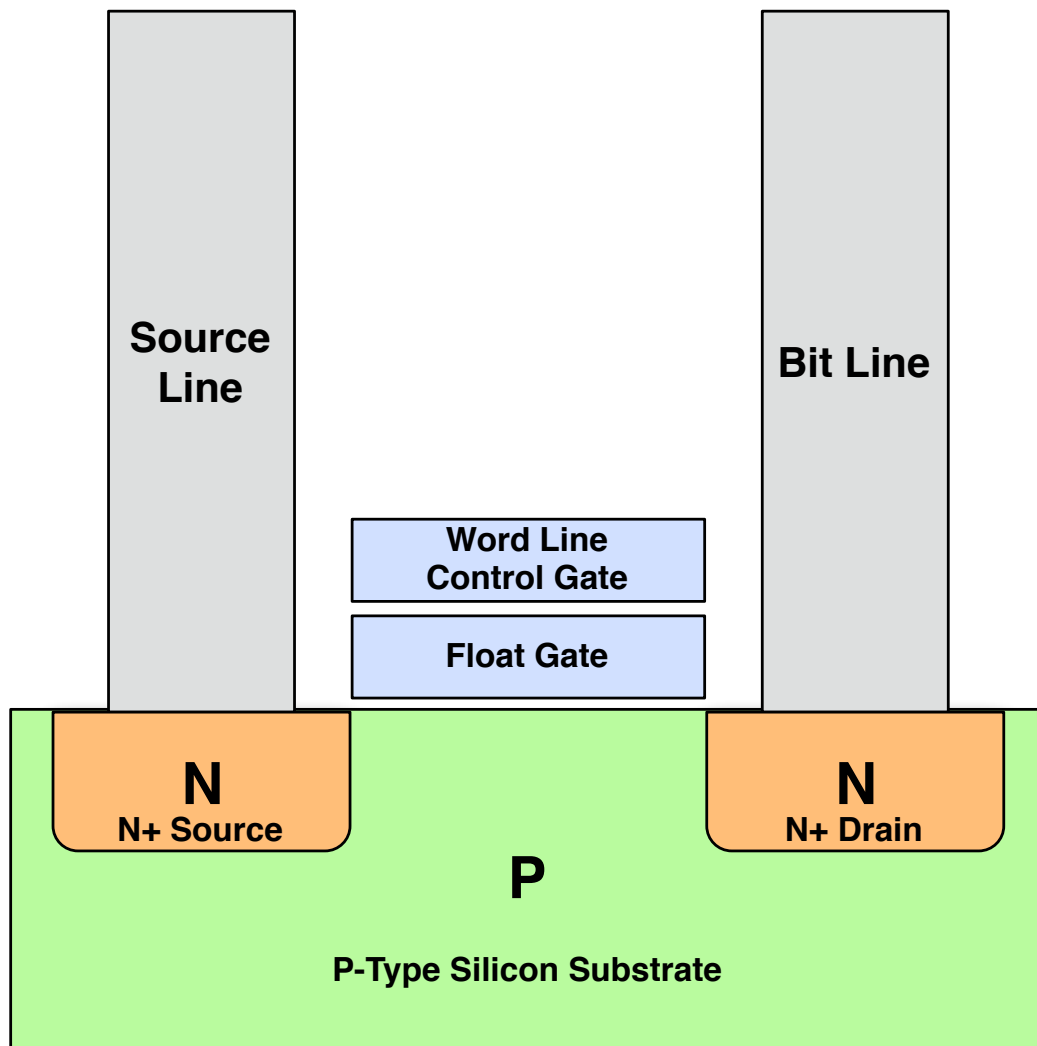 Source
Line
Bit Line
Word Line
Control Gate
Float Gate
N
N+ Source
N
N+ Drain
P
P-Type Silicon Substrate